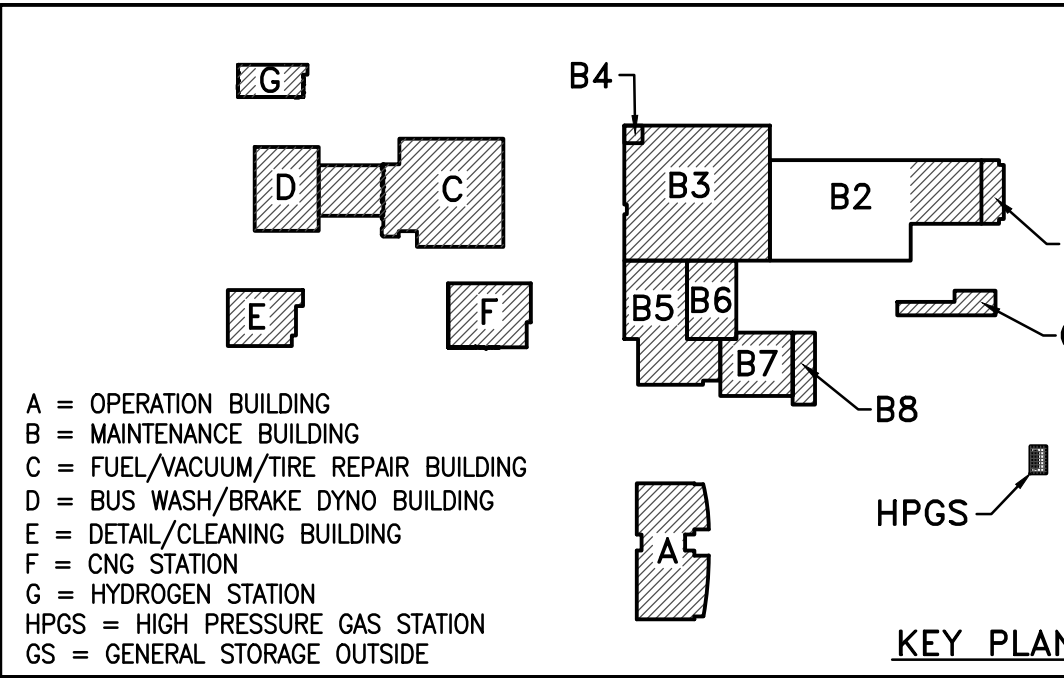 G
B4
D
C
B3
B2
E
F
B5
B6
B7
B8
A = OPERATION BUILDING
B = MAINTENANCE BUILDING
C = FUEL/VACUUM/TIRE REPAIR BUILDING
D = BUS WASH/BRAKE DYNO BUILDING
E = DETAIL/CLEANING BUILDING
F = CNG STATION
G = HYDROGEN STATION
HPGS = HIGH PRESSURE GAS STATION
GS = GENERAL STORAGE OUTSIDE
HPGS
A
KEY PLAN